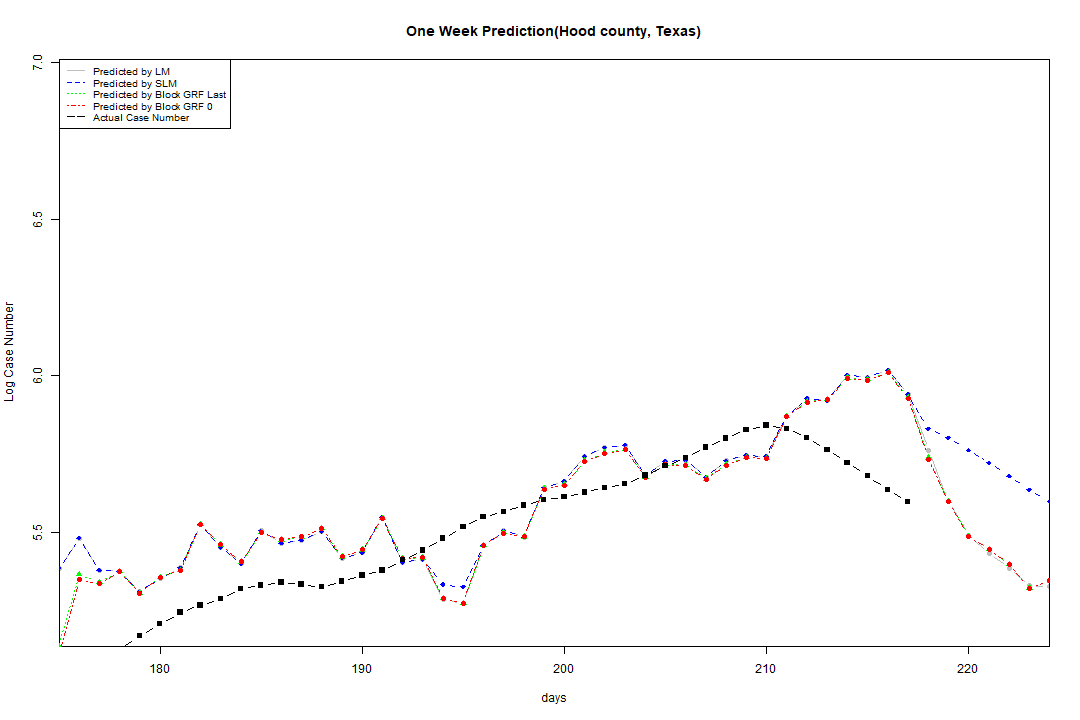 One Week Prediction(Hood county, Texas)
7.0
Predicted by LM
Predicted by SLM
Predicted by Block GRF Last
Predicted by Block GRF 0
Actual Case Number
6.5
6.0
5.5
Log Case Number
180 190 200 210 220
days